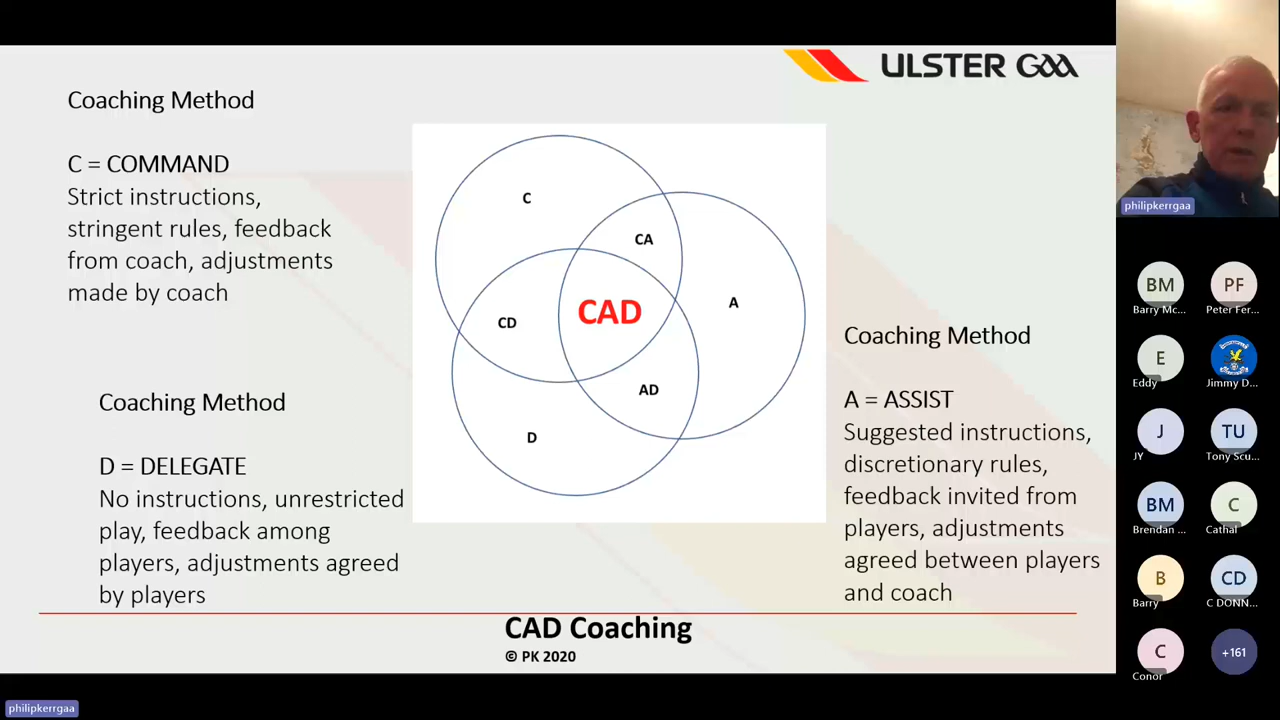 ULSTER GAA
Coaching Method
C = COMMAND
Strict instructions,
stringent rules, feedback
from coach, adjustments
made by coach
Coaching Method
D = DELEGATE
No instructions, unrestricted
play, feedback among
players, adjustments agreed
by players
C
CA
CAD
A
CD
AD
D
Coaching Method
A = ASSIST
Suggested instructions,
discretionary rules,
feedback invited from
players, adjustments
agreed between players
and coach
CAD Coaching
© PK 2020
philipkerrgaa
philipkerrgaa
BM
PF
Barry Mc...
Peter Fer...
E
Eddy
Jimmy D...
J
TU
JY
Tony Scu...
BM
C
Brendan ...
Cathal
B
CD
Barry
C DONN...
C
+161
Conor